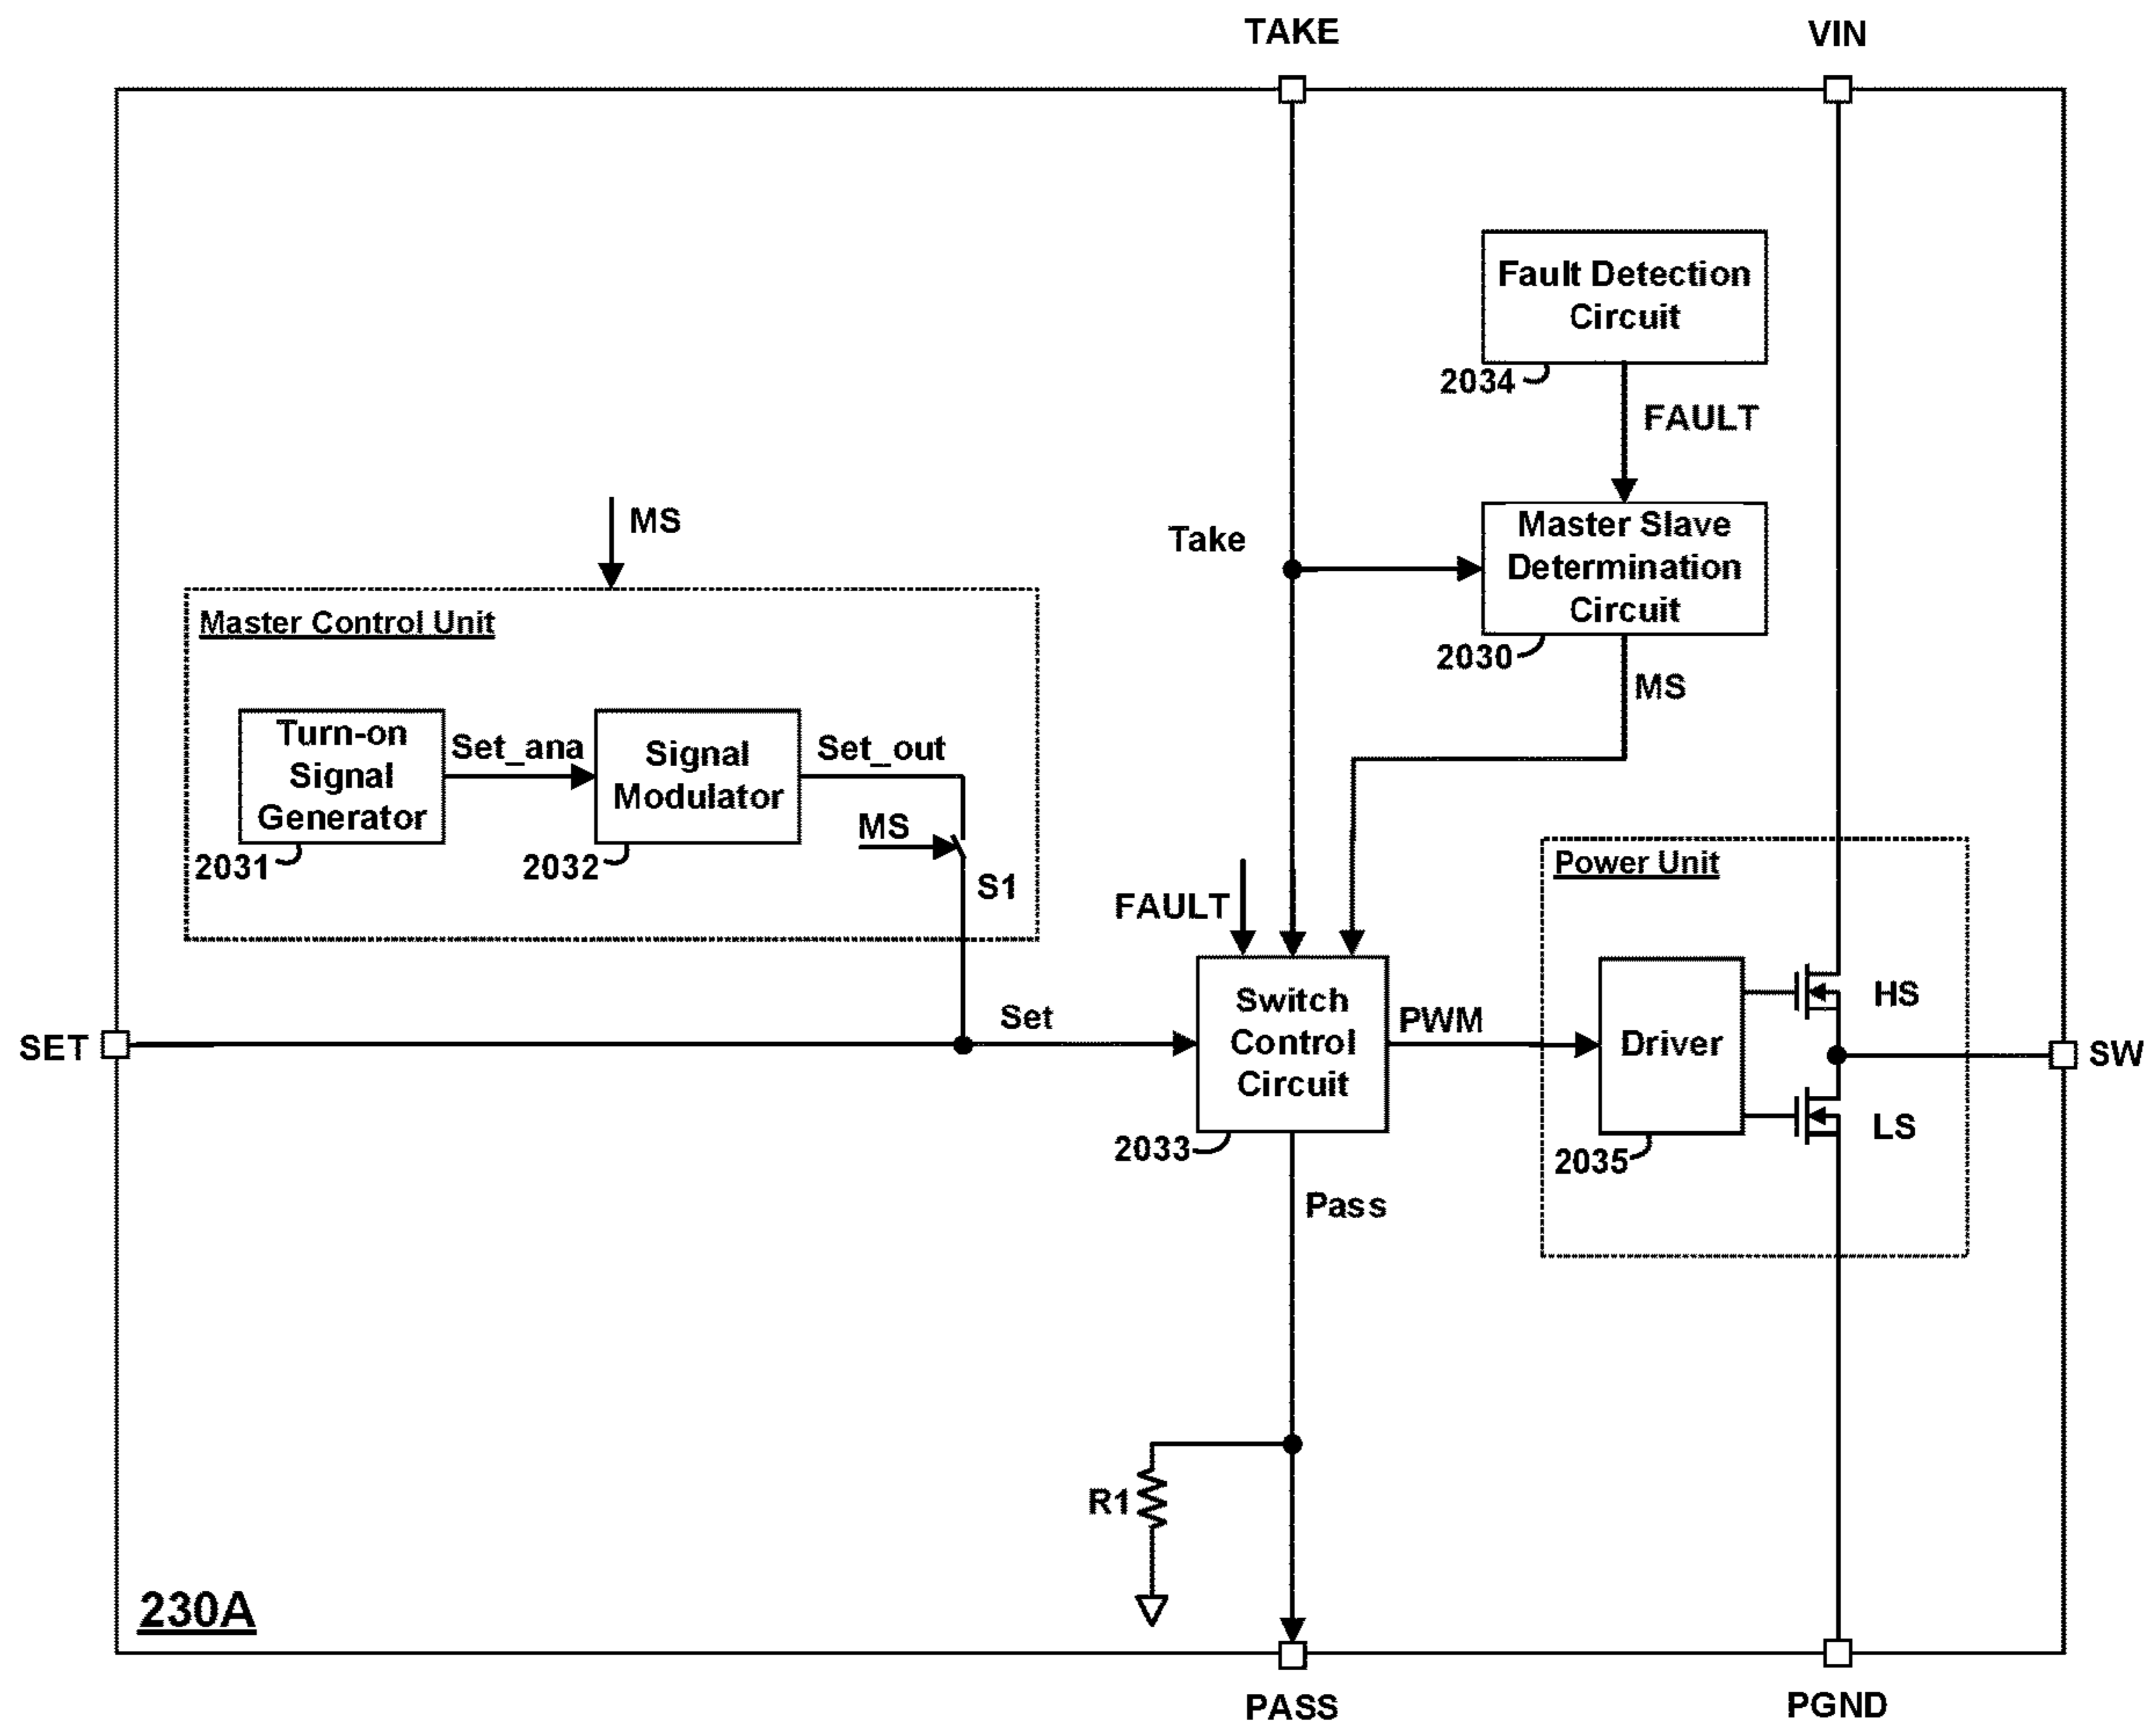 TAKE
VIN
Fault Detection
Circuit
2034
FAULT
MS
Take
Master Slave
Determination
Circuit
2030
MS
Master Control Unit
Turn-on
Signal
Generator
2031
Set_ana
Signal
Modulator
2032
Set_out
MS
S1
FAULT
Power Unit
SET
Set
Switch
Control
Circuit
2033
PWM
Driver
2035
HS
LS
SW
Pass
R1
230A
PASS
PGND